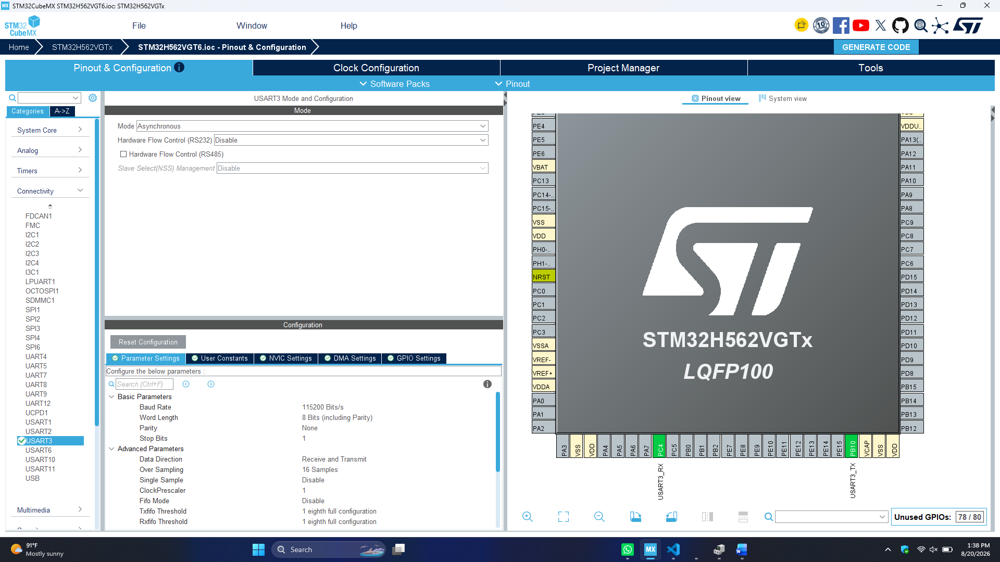 STM32CubeMX STM32H562VGT6.ioc: STM32H562VGTx
File
Window
Help
Home
STM32H562VGTx
STM32H562VGT6.ioc - Pinout & Configuration
GENERATE CODE
Pinout & Configuration
Clock Configuration
Project Manager
Tools
Software Packs
Pinout
Categories
A->Z
System Core
Analog
Timers
Connectivity
FDCAN1
FMC
I2C1
I2C2
I2C3
I2C4
I3C1
LPUART1
OCTOSPI1
SDMMC1
SPI1
SPI2
SPI3
SPI4
SPI6
UART4
UART5
UART7
UART8
UART9
UART12
UCPD1
USART1
USART2
USART3
USART6
USART10
USART11
USB
Multimedia
USART3 Mode and Configuration
Mode
Mode Asynchronous
Hardware Flow Control (RS232) Disable
Hardware Flow Control (RS485)
Slave Select(NSS) Management Disable
Configuration
Reset Configuration
Parameter Settings
User Constants
NVIC Settings
DMA Settings
GPIO Settings
Configure the below parameters :
Search (Ctrl+F)
Basic Parameters
Baud Rate 115200 Bits/s
Word Length 8 Bits (including Parity)
Parity None
Stop Bits 1
Advanced Parameters
Data Direction Receive and Transmit
Over Sampling 16 Samples
Single Sample Disable
ClockPrescaler 1
Fifo Mode Disable
Txfifo Threshold 1 eighth full configuration
Rxfifo Threshold 1 eighth full configuration
Pinout view
System view
PE4
PE5
PE6
VBAT
PC13
PC14-..
PC15-..
VSS
VDD
PH0-..
PH1-..
NRST
PC0
PC1
PC2
PC3
VSSA
VREF-
VREF+
VDDA
PA0
PA1
PA2
STM32H562VGTx
LQFP100
VDDU..
PA13(..
PA12
PA11
PA10
PA9
PA8
PC9
PC8
PC7
PC6
PD15
PD14
PD13
PD12
PD11
PD10
PD9
PD8
PB15
PB14
PB13
PB12
PA3
VSS
VDD
PA4
PA5
PA6
PA7
PC4
PC5
PB0
PB1
PB2
PE7
PE8
PE9
PE10
PE11
PE12
PE13
PE14
PE15
PB10
VCAP
VSS
VDD
USART3_RX
USART3_TX
Unused GPIOs: 78 / 80
91°F
Mostly sunny
Search
1:38 PM
8/20/2026